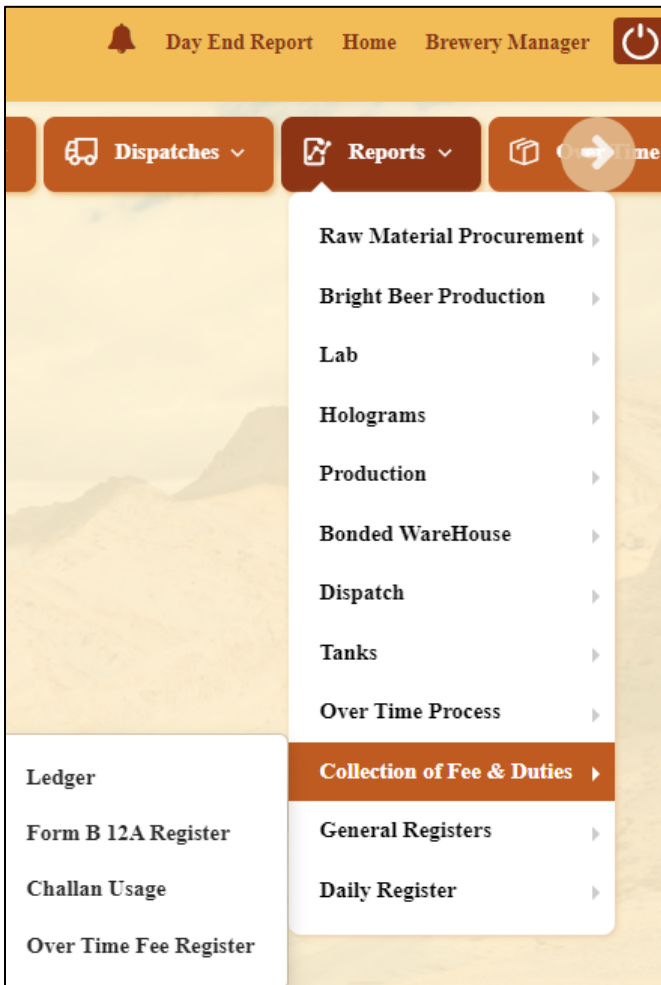 Day End Report Home Brewery Manager
Dispatches Reports Over Time
Raw Material Procurement
Bright Beer Production
Lab
Holograms
Production
Bonded WareHouse
Dispatch
Tanks
Over Time Process
Collection of Fee & Duties
General Registers
Daily Register
Ledger
Form B 12A Register
Challan Usage
Over Time Fee Register